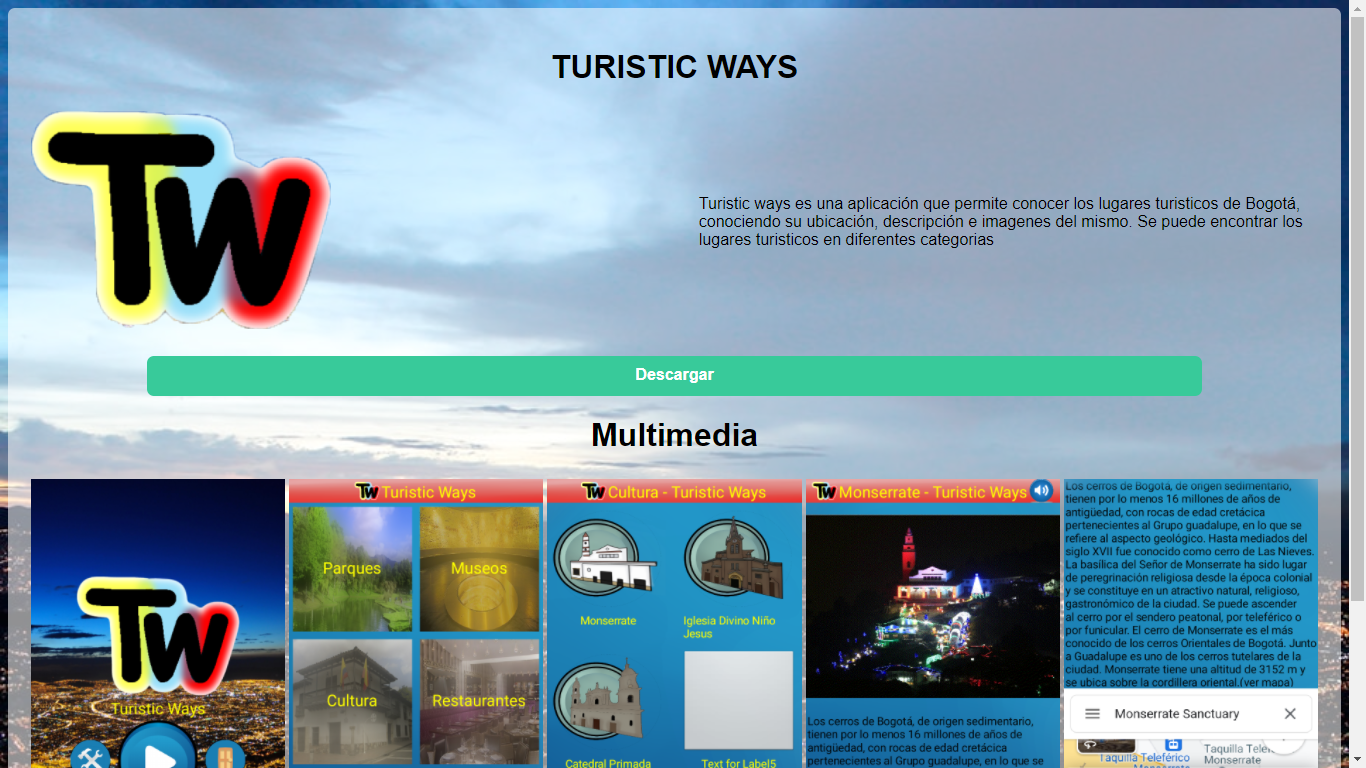 TURISTIC WAYS
TW
Turistic ways es una aplicación que permite conocer los lugares turisticos de Bogotá,
conociendo su ubicación, descripción e imagenes del mismo. Se puede encontrar los
lugares turisticos en diferentes categorias
Descargar
Multimedia
TW
Turistic Ways
TW Turistic Ways
Parques
Museos
Cultura
Restaurantes
TW Cultura - Turistic Ways
Monserrate
Iglesia Divino Niño
Jesus
Catedral Primada
Text for Label5
TW Monserrate - Turistic Ways
Los cerros de Bogotá, de origen sedimentario,
tienen por lo menos 16 millones de años de
antigüedad, con rocas de edad cretácica
pertenecientes al Grupo guadalupe, en lo que se
Los cerros de Bogotá, de origen sedimentario,
tienen por lo menos 16 millones de años de
antigüedad, con rocas de edad cretácica
pertenecientes al Grupo guadalupe, en lo que se
refiere al aspecto geológico. Hasta mediados del
siglo XVII fue conocido como cerro de Las Nieves.
La basílica del Señor de Monserrate ha sido lugar
de peregrinación religiosa desde la época colonial
y se constituye en un atractivo natural, religioso,
gastronómico de la ciudad. Se puede ascender
al cerro por el sendero peatonal, por teleférico o
por funicular. El cerro de Monserrate es el más
conocido de los cerros Orientales de Bogotá. Junto
a Guadalupe es uno de los cerros tutelares de la
ciudad. Monserrate tiene una altitud de 3152 m y
se ubica sobre la cordillera oriental.(ver mapa)
Monserrate Sanctuary
Taquilla Teleférico
Monserrate
Taquilla
Monserrate